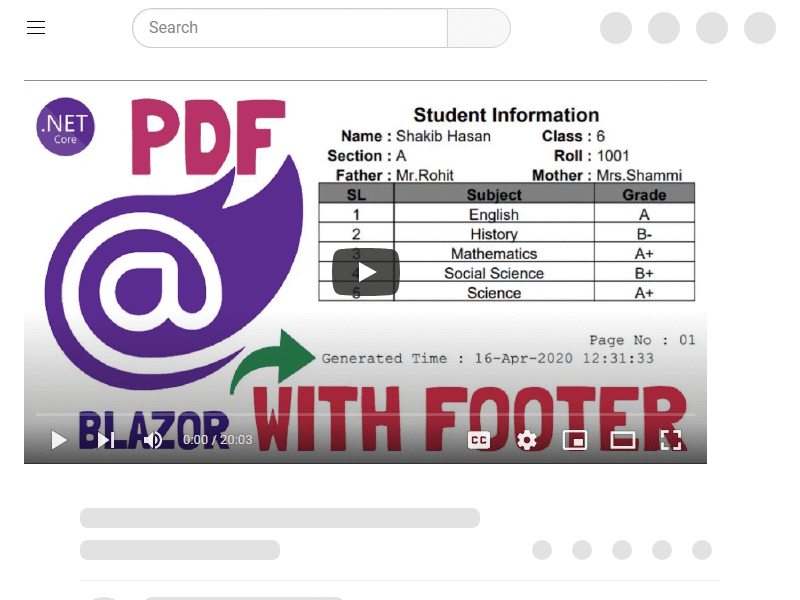 Search
.NET
Core
PDF
Student Information
Name : Shakib Hasan Class : 6
Section : A Roll : 1001
Father : Mr.Rohit Mother : Mrs.Shammi
SL Subject Grade
1 English A
2 History B-
3 Mathematics A+
4 Social Science B+
5 Science A+
Page No : 01
Generated Time : 16-Apr-2020 12:31:33
BLAZOR WITH FOOTER
0:00 / 20:03
CC